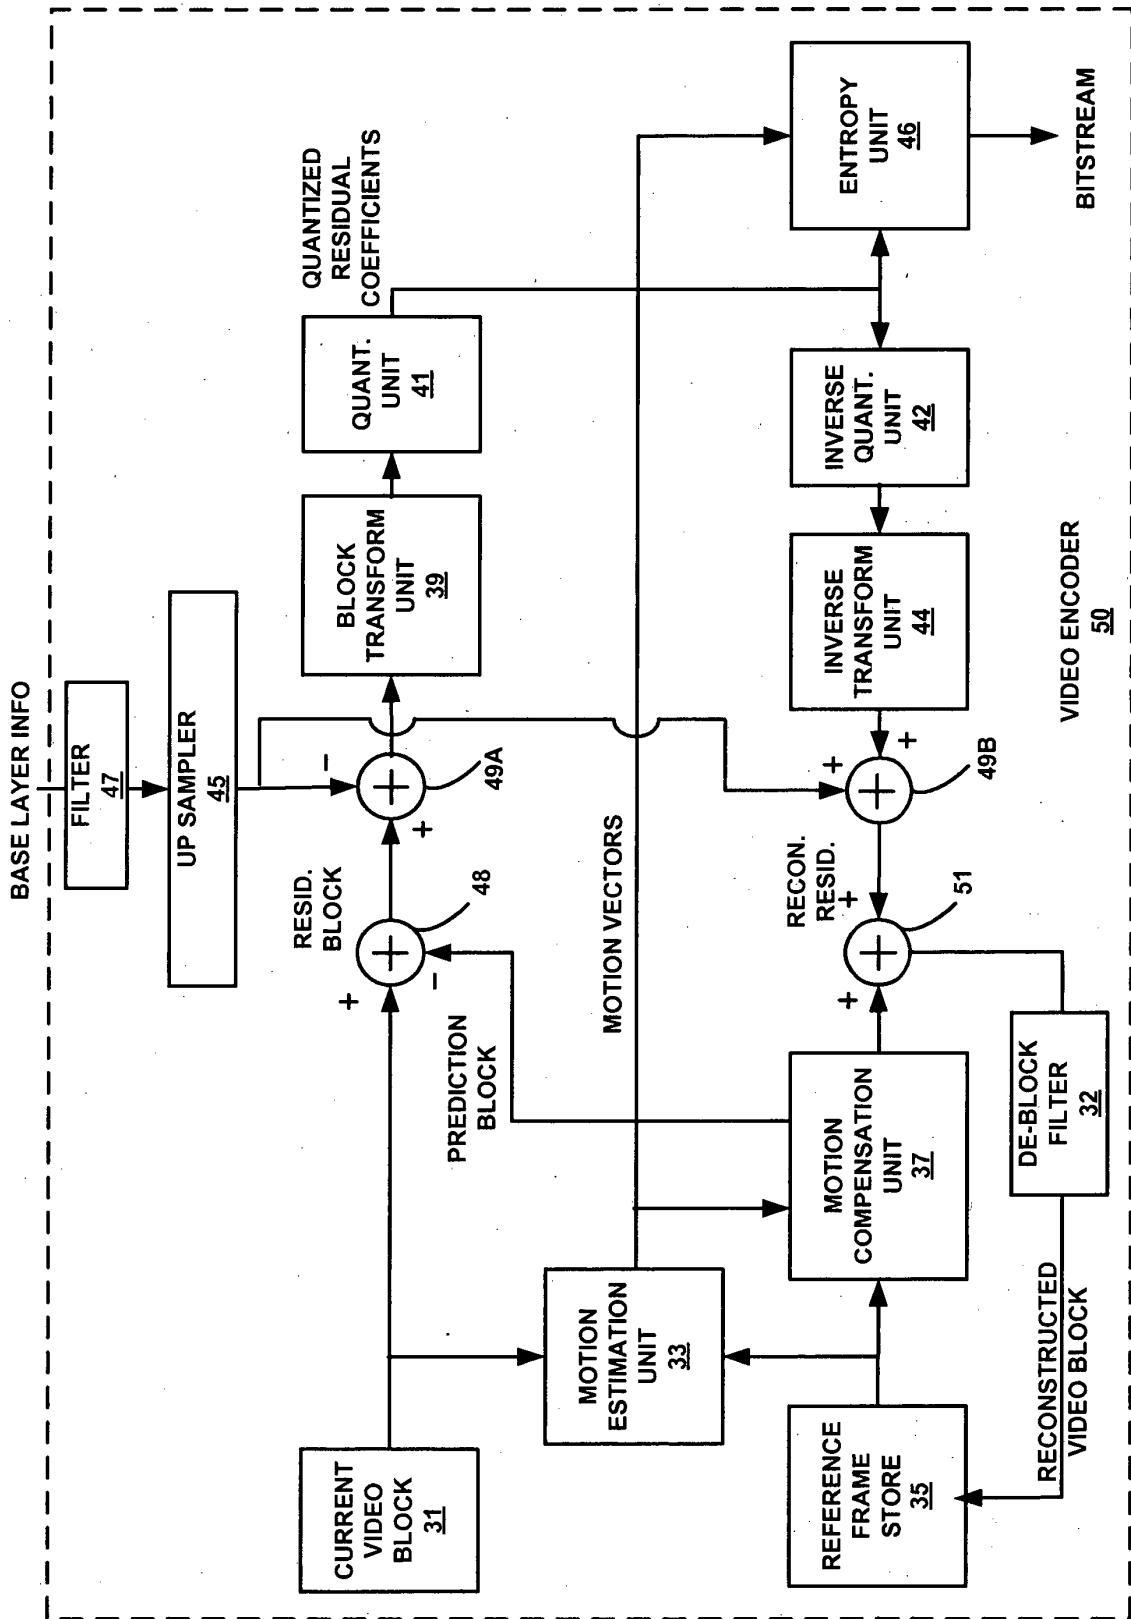 BASE LAYER INFO
FILTER
47
UP SAMPLER
45
CURRENT
VIDEO
BLOCK
31
+
−
48
RESID.
BLOCK
+
−
49A
BLOCK
TRANSFORM
UNIT
39
QUANT.
UNIT
41
QUANTIZED
RESIDUAL
COEFFICIENTS
PREDICTION
BLOCK
MOTION
ESTIMATION
UNIT
33
MOTION VECTORS
REFERENCE
FRAME
STORE
35
MOTION
COMPENSATION
UNIT
37
+
+
51
RECON.
RESID.
+
+
49B
INVERSE
TRANSFORM
UNIT
44
INVERSE
QUANT.
UNIT
42
ENTROPY
UNIT
46
BITSTREAM
RECONSTRUCTED
VIDEO BLOCK
DE-BLOCK
FILTER
32
VIDEO ENCODER
50